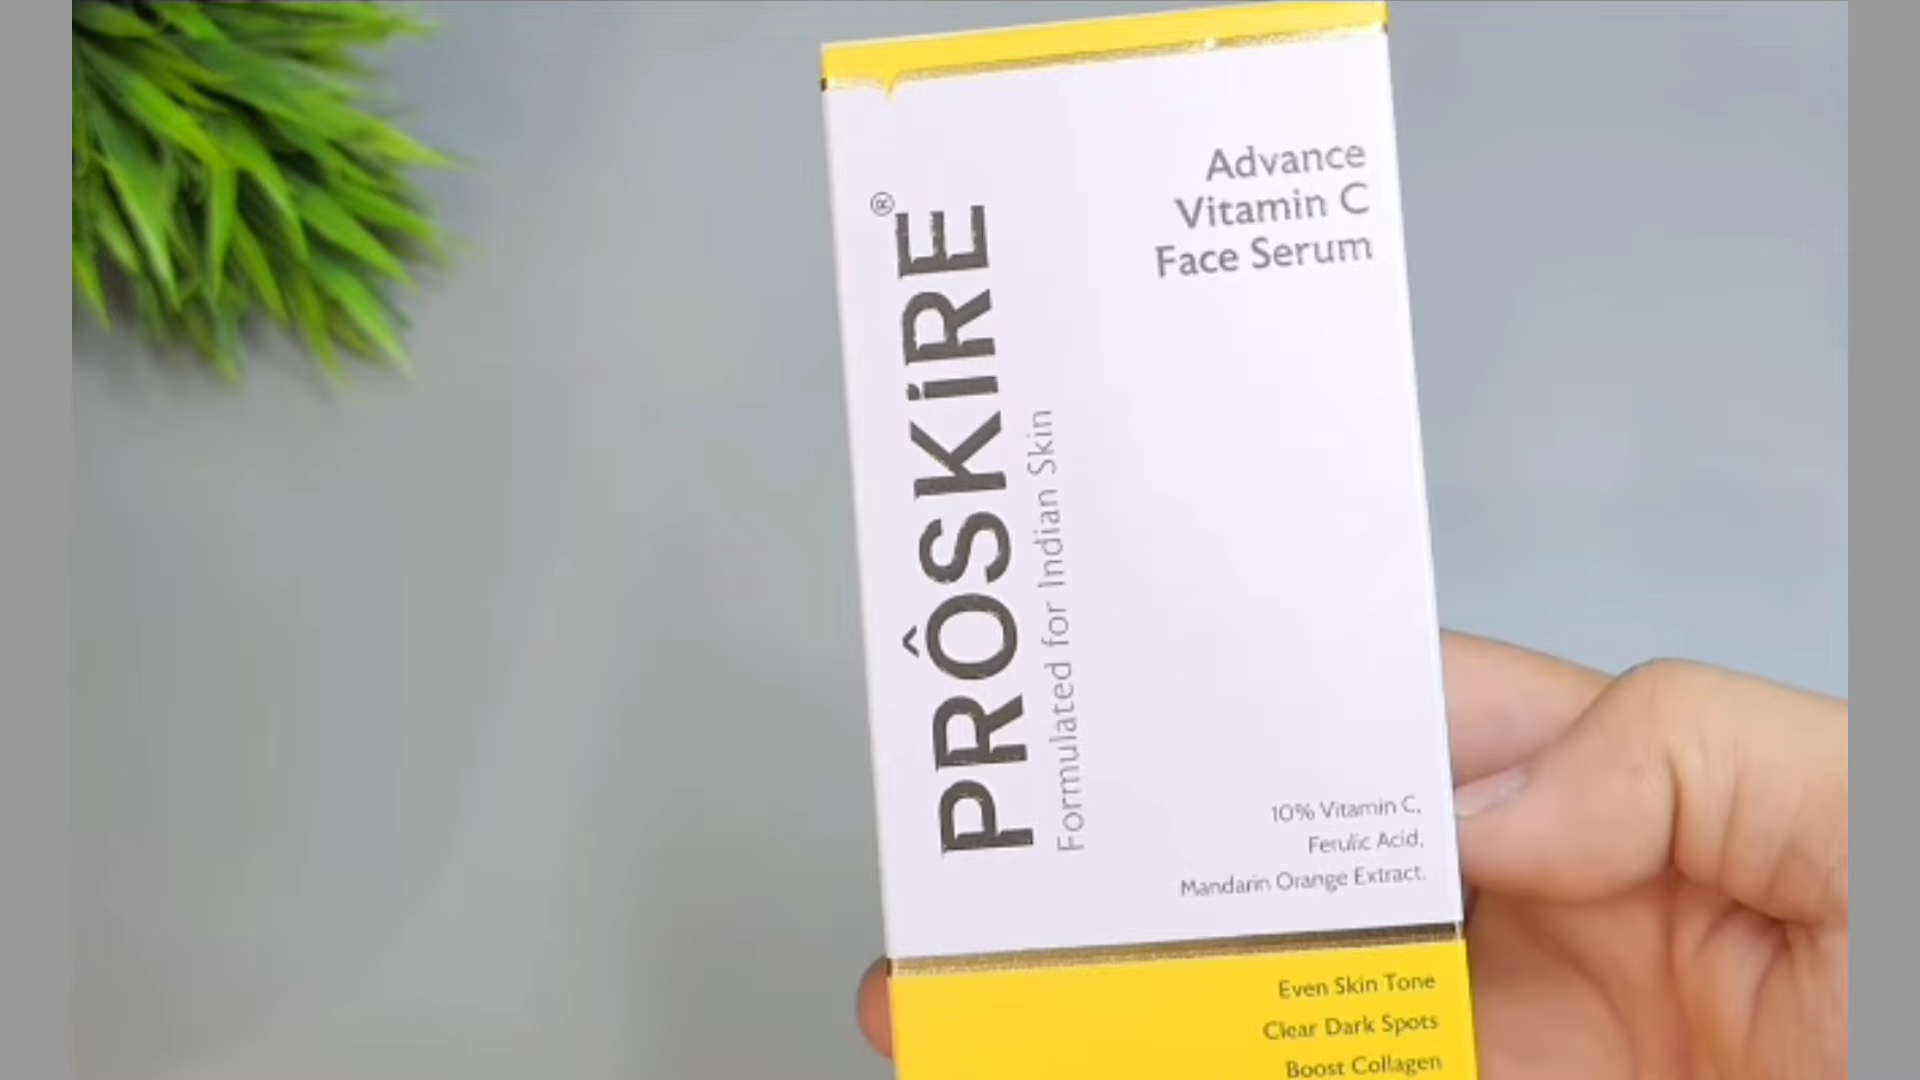 Advance
Vitamin C
Face Serum
PRÔSKiRE®
Formulated for Indian Skin
10% Vitamin C,
Ferulic Acid,
Mandarin Orange Extract.
Even Skin Tone
Clear Dark Spots
Boost Collagen